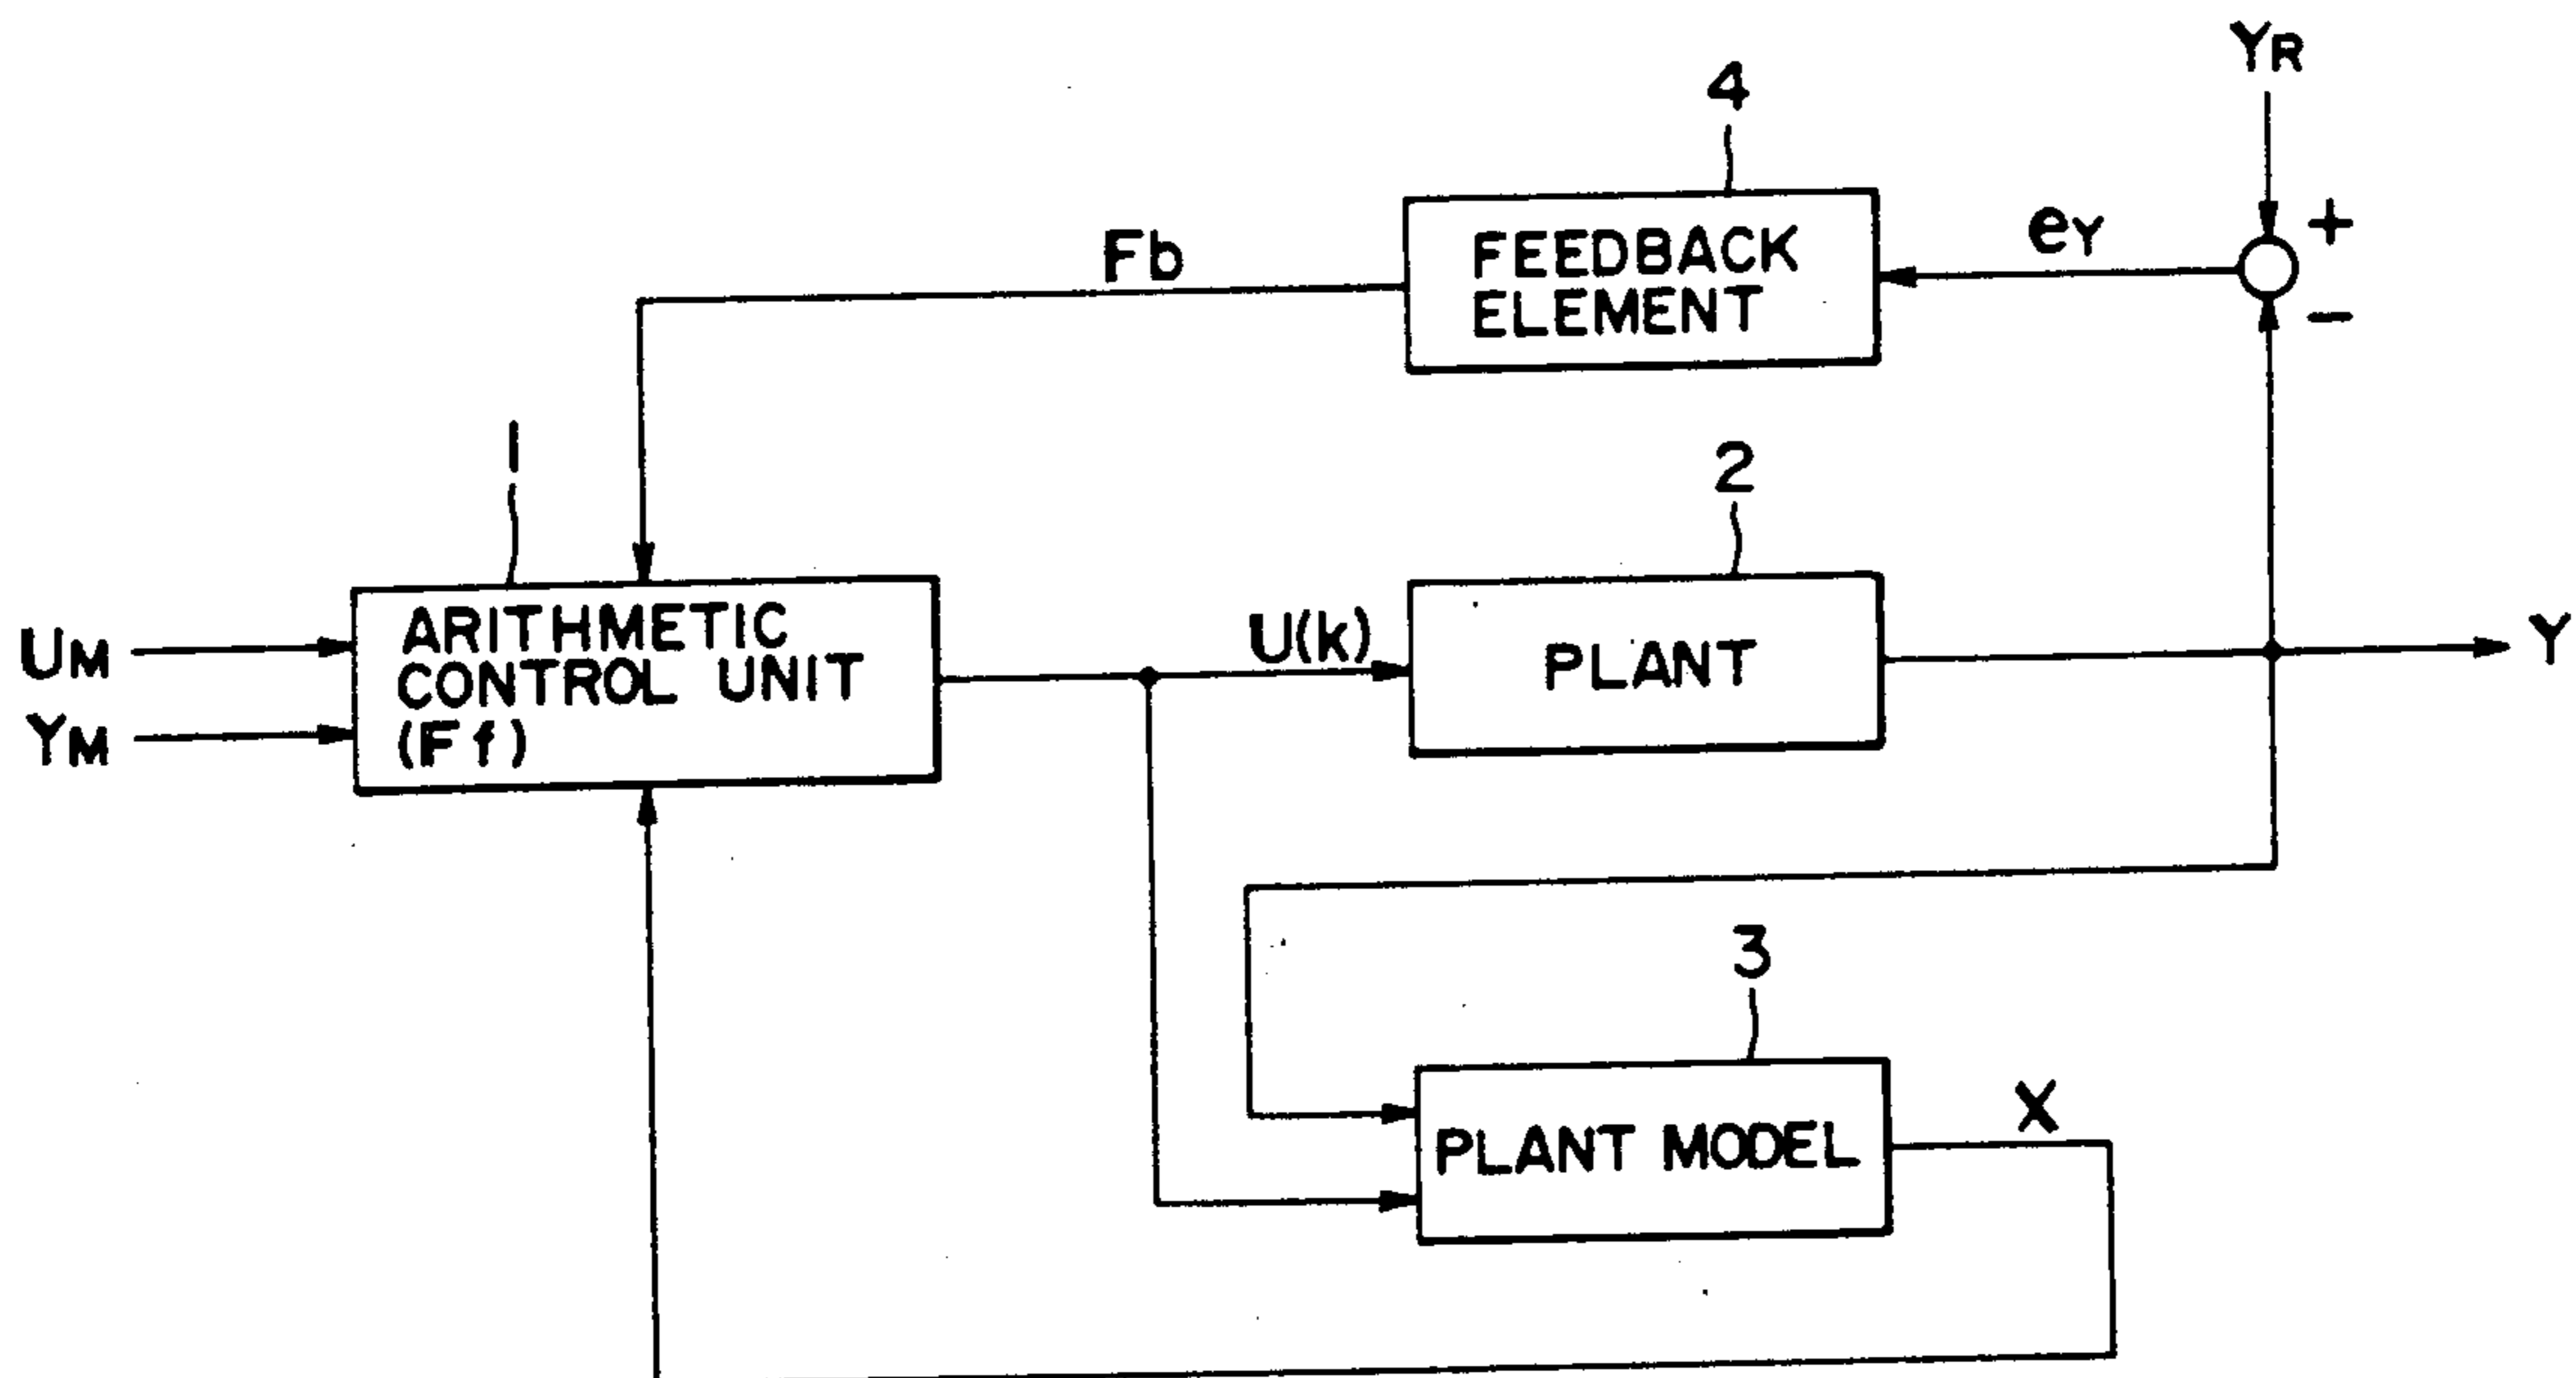 YR
4
+
eY
Fb
FEEDBACK
ELEMENT
−
1
2
UM
ARITHMETIC
CONTROL UNIT
(Ff)
U(k)
PLANT
Y
YM
3
X
PLANT MODEL